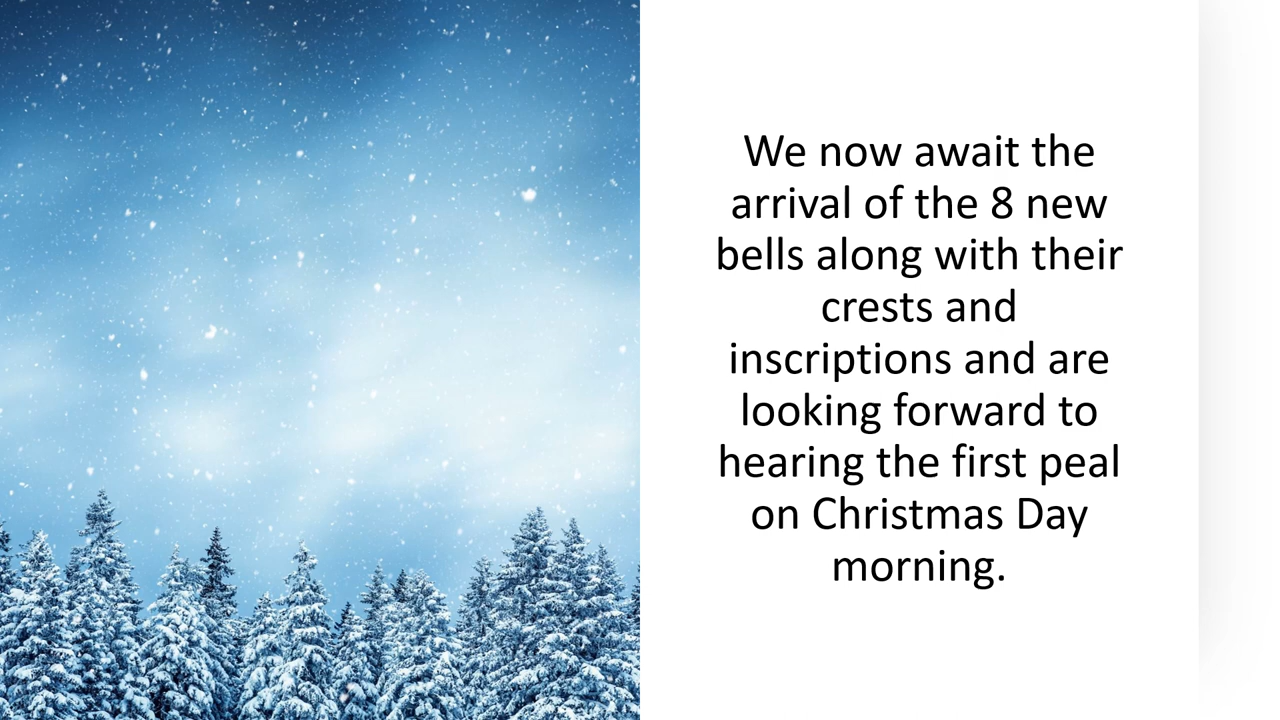 We now await the
arrival of the 8 new
bells along with their
crests and
inscriptions and are
looking forward to
hearing the first peal
on Christmas Day
morning.